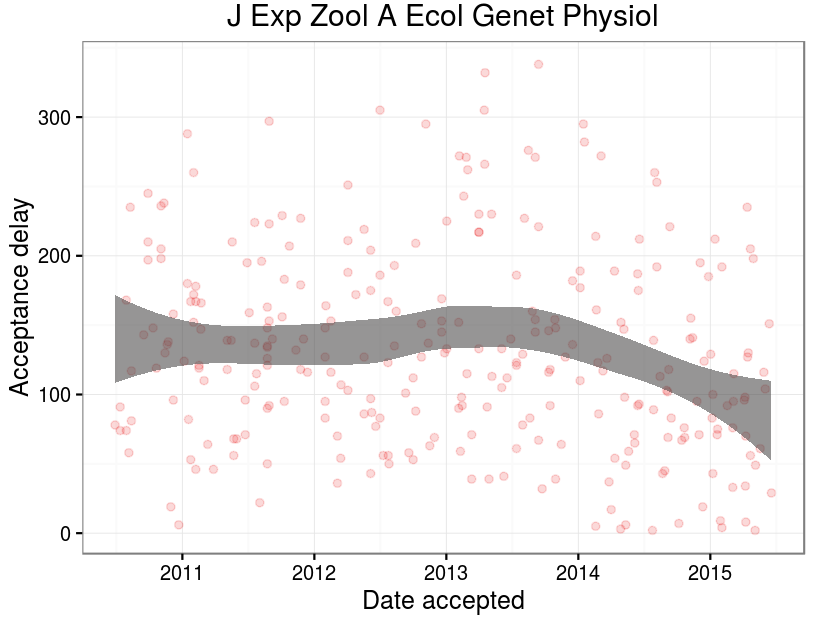 J Exp Zool A Ecol Genet Physiol
Acceptance delay
300
200
100
0
2011 2012 2013 2014 2015
Date accepted